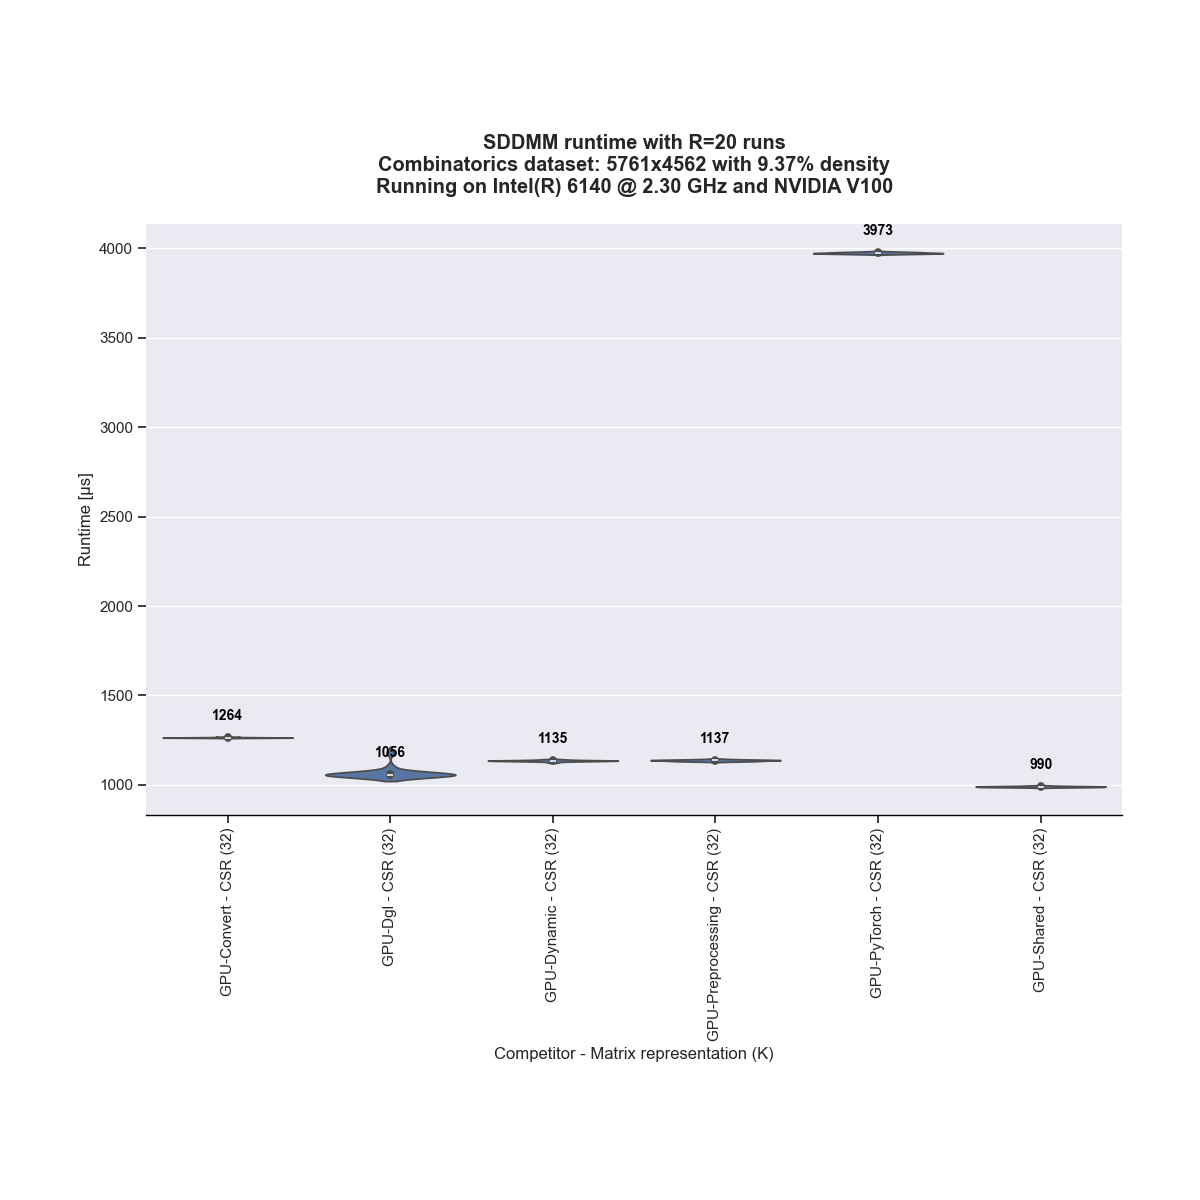 SDDMM runtime with R=20 runs
Combinatorics dataset: 5761x4562 with 9.37% density
Running on Intel(R) 6140 @ 2.30 GHz and NVIDIA V100
Runtime [μs]
4000
3500
3000
2500
2000
1500
1000
1264
1056
1135
1137
3973
990
GPU-Convert - CSR (32)
GPU-Dgl - CSR (32)
GPU-Dynamic - CSR (32)
GPU-Preprocessing - CSR (32)
GPU-PyTorch - CSR (32)
GPU-Shared - CSR (32)
Competitor - Matrix representation (K)